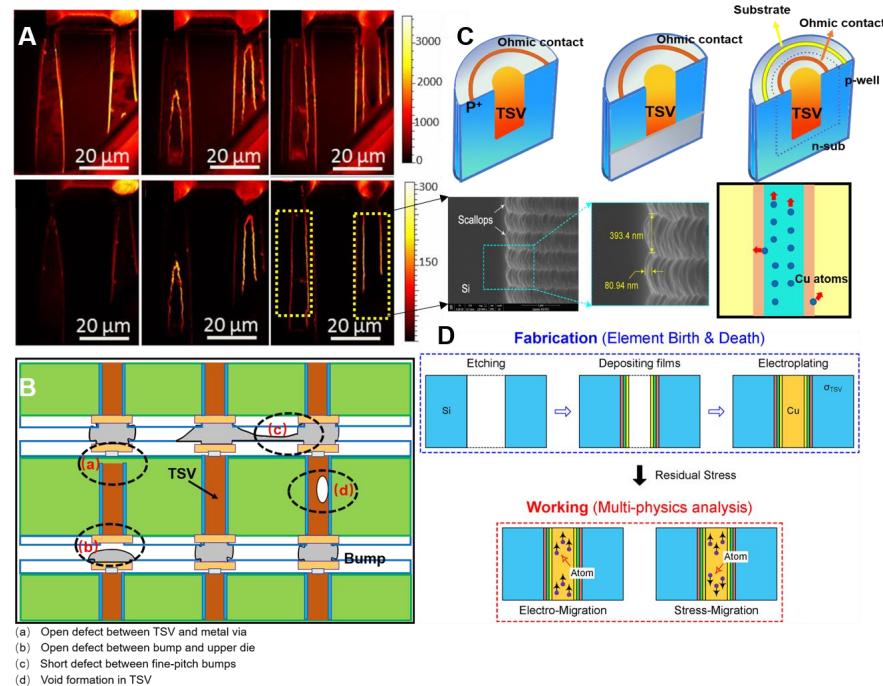 A
3000
2000
1000
0
20 µm
20 µm
20 µm
300
150
0
20 µm
20 µm
20 µm
C
Substrate
Ohmic contact
Ohmic contact
Ohmic contact
P+
p-well
TSV
TSV
TSV
n-sub
Scallops
Si
393.4 nm
80.94 nm
Cu atoms
B
(c)
(a)
TSV
(d)
(b)
Bump
(a) Open defect between TSV and metal via
(b) Open defect between bump and upper die
(c) Short defect between fine-pitch bumps
(d) Void formation in TSV
D
Fabrication (Element Birth & Death)
Etching
Depositing films
Electroplating
Si
Cu
σTSV
Residual Stress
Working (Multi-physics analysis)
Atom
Atom
Electro-Migration
Stress-Migration